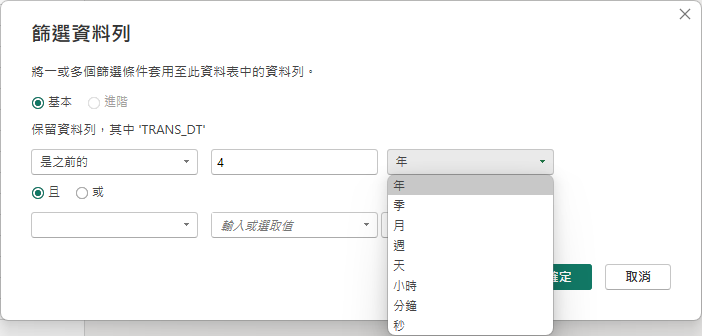 篩選資料列
將一或多個篩選條件套用至此資料表中的資料列。
基本 進階
保留資料列，其中 'TRANS_DT'
是之前的 4 年
且 或
輸入或選取值
年
季
月
週
天
小時
分鐘
秒
定 取消